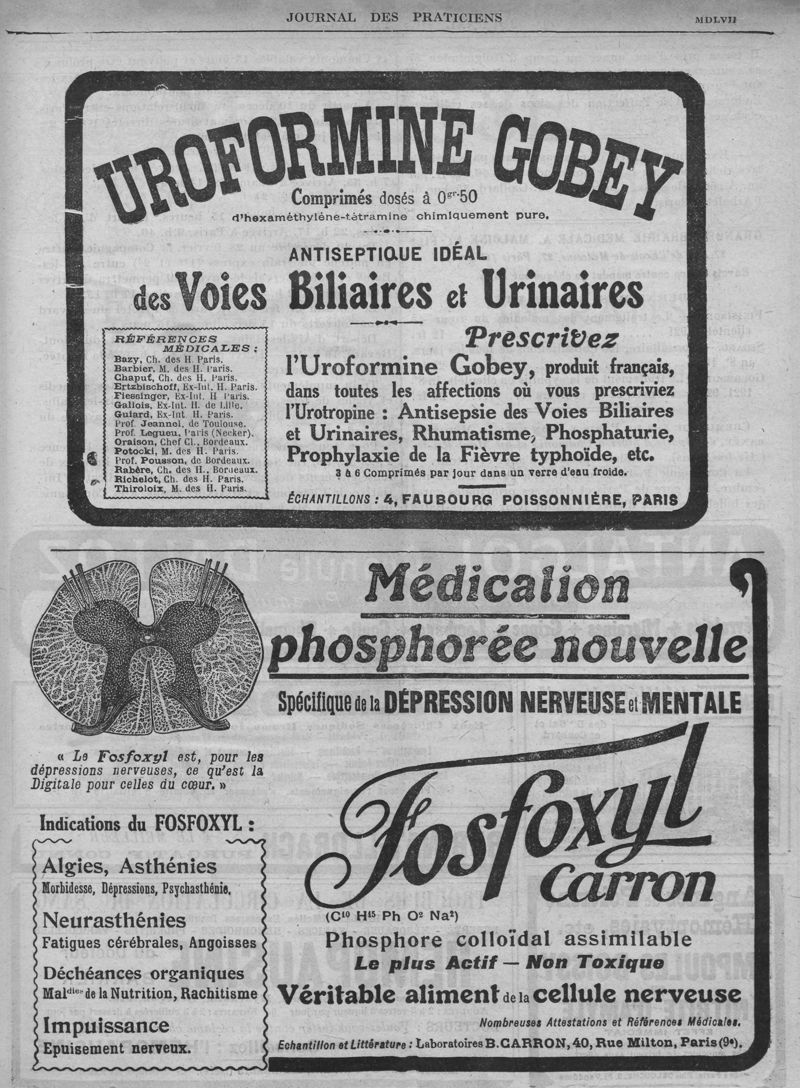 JOURNAL DES PRATICIENS
MDLVII
UROFORMINE GOBEY
Comprimés dosés à 0gr.50
d'hexaméthylène-tétramine chimiquement pure.
ANTISEPTIQUE IDÉAL
des Voies Biliaires et Urinaires
RÉFÉRENCES
MÉDICALES :
Bazy, Ch. des H. Paris.
Barbier, M. des H. Paris.
Chaput, Ch. des H. Paris.
Ertzbischoff, Ex-Int. H. Paris.
Fiessinger, Ex-Int. H Paris.
Gallois, Ex-Int. H. de Lille.
Guiard, Ex-Int. H. Paris.
Prof. Jeannel, de Toulouse.
Prof. Legueu, Paris (Necker).
Oraison, Chef Cl., Bordeaux.
Potocki, M. des H. Paris.
Prof. Pousson, de Bordeaux.
Rabère, Ch. des H., Bordeaux.
Richelot, Ch. des H. Paris.
Thiroloix, M. des H. Paris.
Prescrivez
l'Uroformine Gobey, produit français,
dans toutes les affections où vous prescriviez
l'Urotropine : Antisepsie des Voies Biliaires
et Urinaires, Rhumatisme, Phosphaturie,
Prophylaxie de la Fièvre typhoïde, etc.
3 à 6 Comprimés par jour dans un verre d'eau froide.
ÉCHANTILLONS : 4, FAUBOURG POISSONNIÈRE, PARIS
Médication
phosphorée nouvelle
Spécifique de la DÉPRESSION NERVEUSE et MENTALE
« Le Fosfoxyl est, pour les
dépressions nerveuses, ce qu'est la
Digitale pour celles du cœur. »
Indications du FOSFOXYL :
Algies, Asthénies
Morbidesse, Dépressions, Psychasthénie,
Neurasthénies
Fatigues cérébrales, Angoisses
Déchéances organiques
Maldies de la Nutrition, Rachitisme
Impuissance
Epuisement nerveux.
Fosfoxyl
Carron
(C10 H15 Ph O2 Na2)
Phosphore colloïdal assimilable
Le plus Actif — Non Toxique
Véritable aliment de la cellule nerveuse
Nombreuses Attestations et Références Médicales.
Echantillon et Littérature : Laboratoires B. CARRON, 40, Rue Milton, Paris (9e).